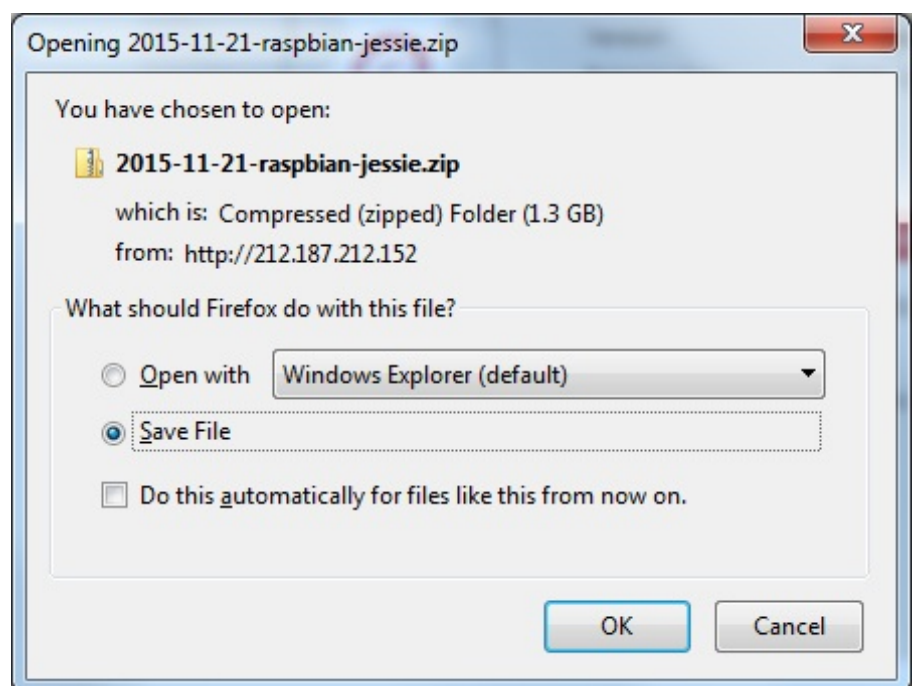 Opening 2015-11-21-raspbian-jessie.zip
You have chosen to open:
2015-11-21-raspbian-jessie.zip
which is: Compressed (zipped) Folder (1.3 GB)
from: http://212.187.212.152
What should Firefox do with this file?
Open with Windows Explorer (default)
Save File
Do this automatically for files like this from now on.
OK Cancel